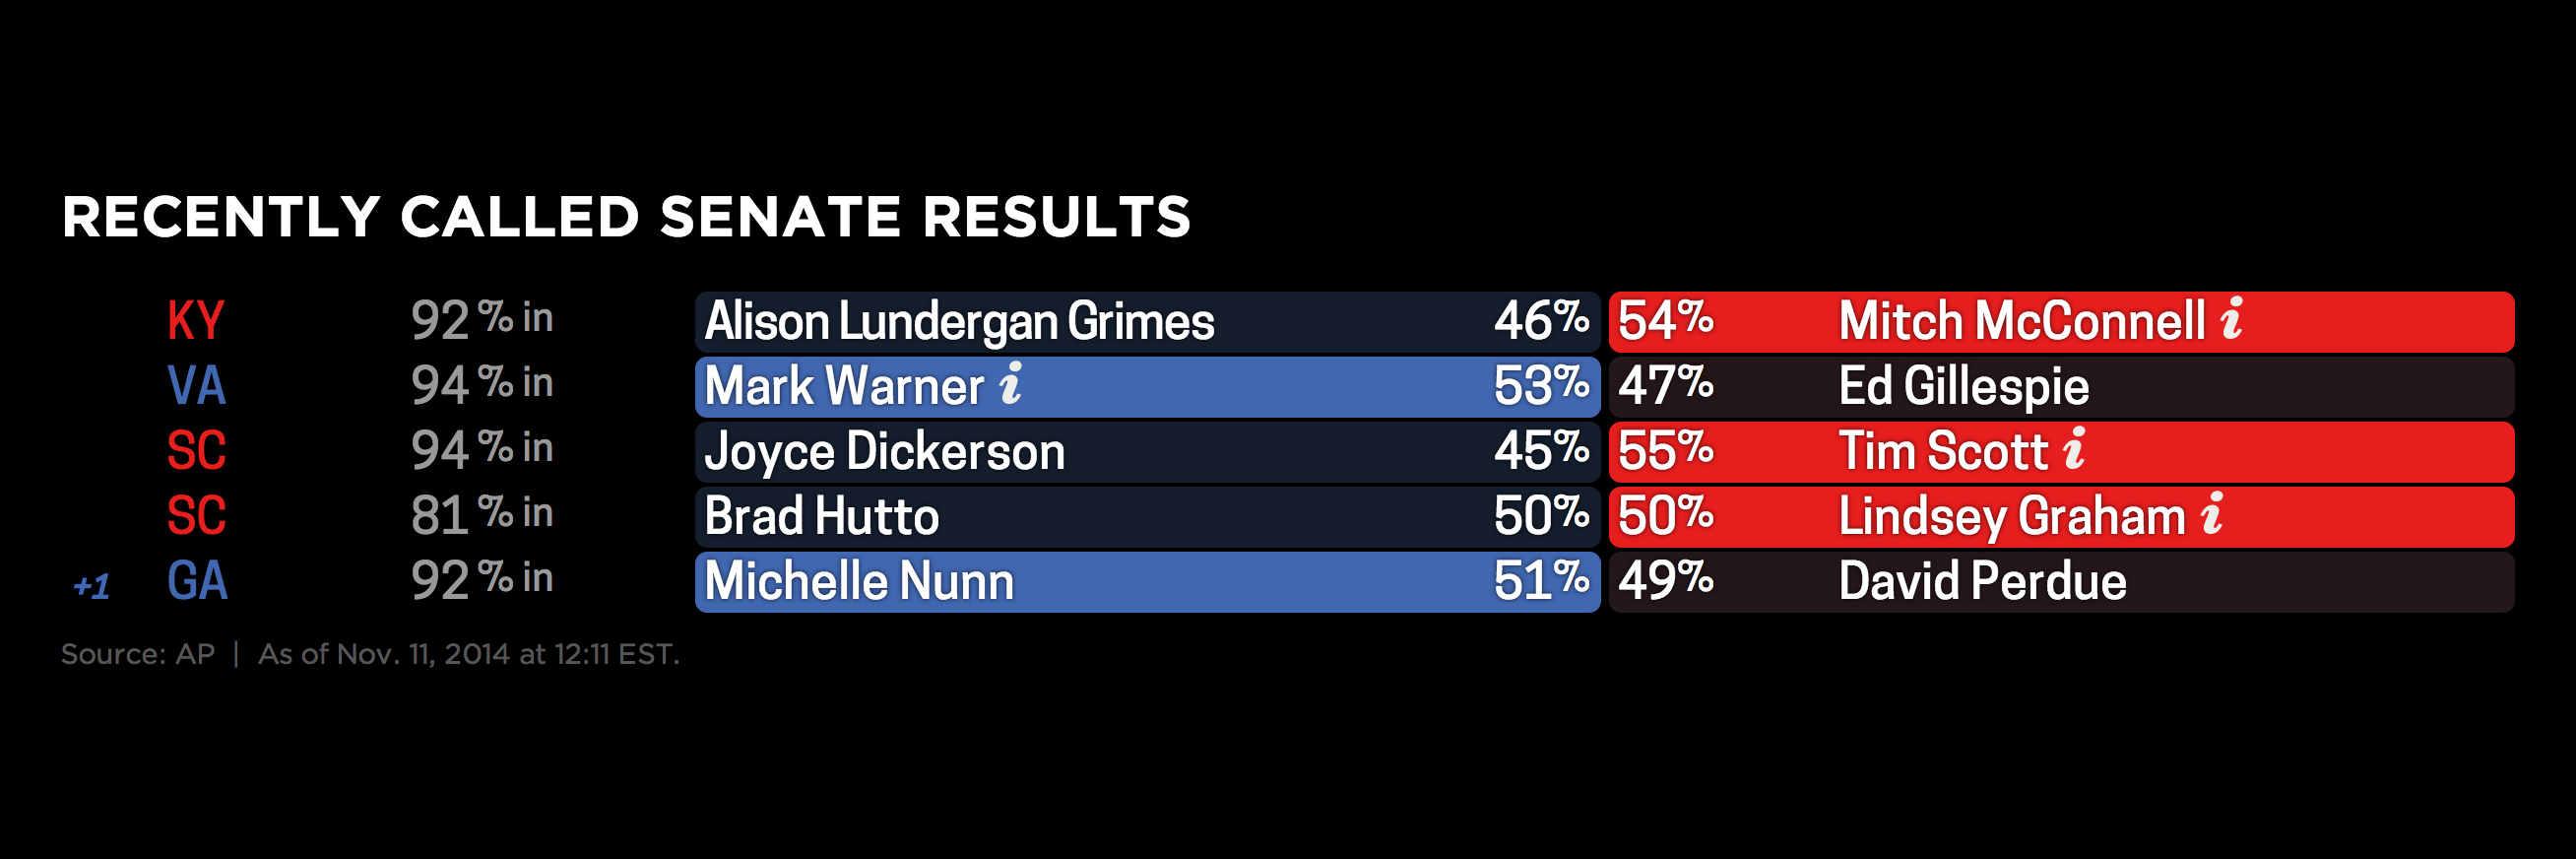 RECENTLY CALLED SENATE RESULTS
KY 92% in Alison Lundergan Grimes 46% 54% Mitch McConnell i
VA 94% in Mark Warner i 53% 47% Ed Gillespie
SC 94% in Joyce Dickerson 45% 55% Tim Scott i
SC 81% in Brad Hutto 50% 50% Lindsey Graham i
+1 GA 92% in Michelle Nunn 51% 49% David Perdue
Source: AP | As of Nov. 11, 2014 at 12:11 EST.